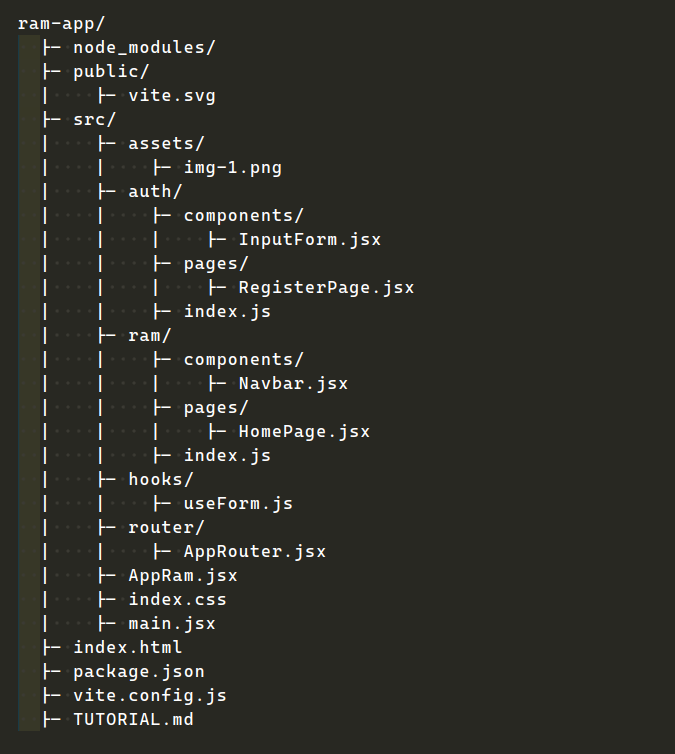 ram-app/
├─ node_modules/
├─ public/
|    ├─ vite.svg
├─ src/
|    ├─ assets/
|    |    ├─ img-1.png
|    ├─ auth/
|    |    ├─ components/
|    |    |    ├─ InputForm.jsx
|    |    ├─ pages/
|    |    |    ├─ RegisterPage.jsx
|    |    ├─ index.js
|    ├─ ram/
|    |    ├─ components/
|    |    |    ├─ Navbar.jsx
|    |    ├─ pages/
|    |    |    ├─ HomePage.jsx
|    |    ├─ index.js
|    ├─ hooks/
|    |    ├─ useForm.js
|    ├─ router/
|    |    ├─ AppRouter.jsx
|    ├─ AppRam.jsx
|    ├─ index.css
|    ├─ main.jsx
├─ index.html
├─ package.json
├─ vite.config.js
├─ TUTORIAL.md